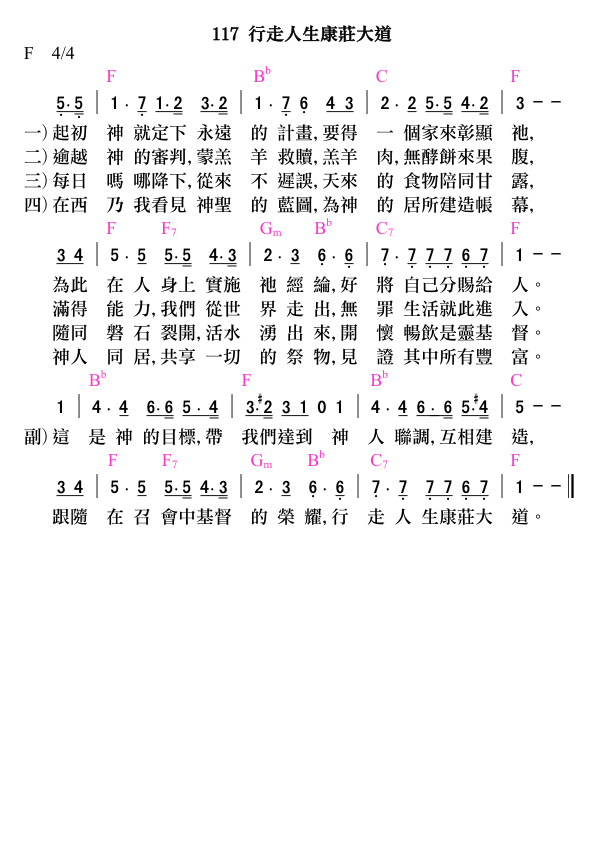 117 行走人生康莊大道
F 4/4
F Bb C F
5·5 | 1·7 1·2 3·2 | 1·7 6 4 3 | 2·2 5·5 4·2 | 3 - -
一) 起初 神 就定下 永遠 的 計畫, 要得 一 個家來彰顯 祂,
二) 逾越 神 的審判, 蒙羔 羊 救贖, 羔羊 肉, 無酵餅來果 腹,
三) 每日 嗎 哪降下, 從來 不 遲誤, 天來 的 食物陪同甘 露,
四) 在西 乃 我看見 神聖 的 藍圖, 為神 的 居所建造帳 幕,
F F7 Gm Bb C7 F
3 4 | 5·5 5·5 4·3 | 2·3 6·6 | 7·7 7 7 6 7 | 1 - -
為此 在 人 身上 實施 祂 經 綸, 好 將 自己分賜給 人。
滿得 能 力, 我們 從世 界 走 出, 無 罪 生活就此進 入。
隨同 磐 石 裂開, 活水 湧 出 來, 開 懷 暢飲是靈基 督。
神人 同 居, 共享 一切 的 祭 物, 見 證 其中所有豐 富。
Bb F Bb C
1 | 4·4 6·6 5·4 | 3·#2 3 1 0 1 | 4·4 6·6 5·#4 | 5 - -
副) 這 是 神 的目標, 帶 我們達到 神 人 聯調, 互相建 造,
F F7 Gm Bb C7 F
3 4 | 5·5 5·5 4·3 | 2·3 6·6 | 7·7 7 7 6 7 | 1 - - ‖
跟隨 在 召 會中基督 的 榮 耀, 行 走 人 生康莊大 道。